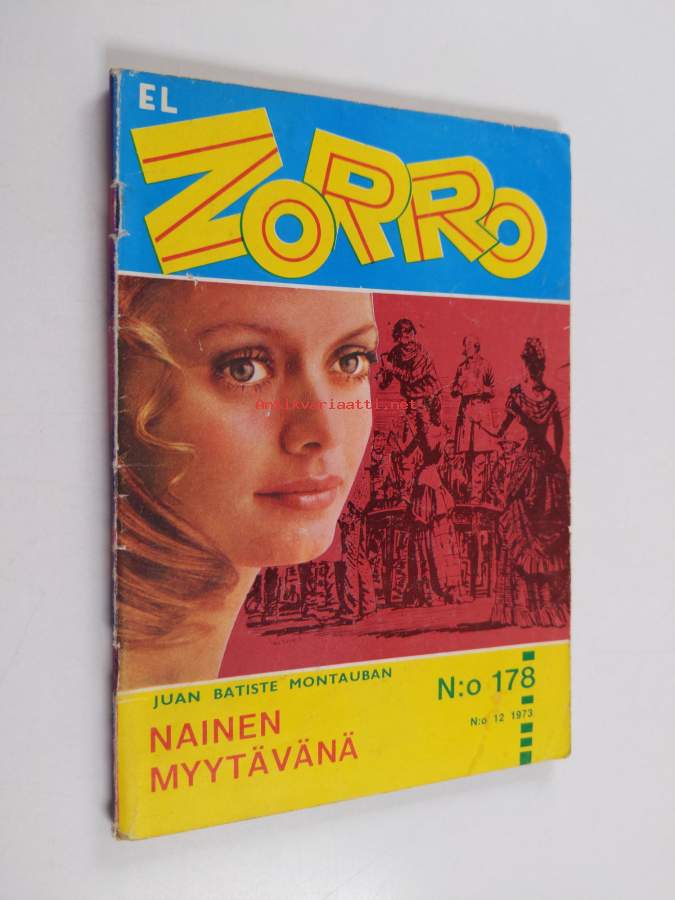 EL
ZORRO
Antikvariaatti.net
JUAN BATISTE MONTAUBAN
N:o 178
N:o 12 1973
NAINEN
MYYTÄVÄNÄ